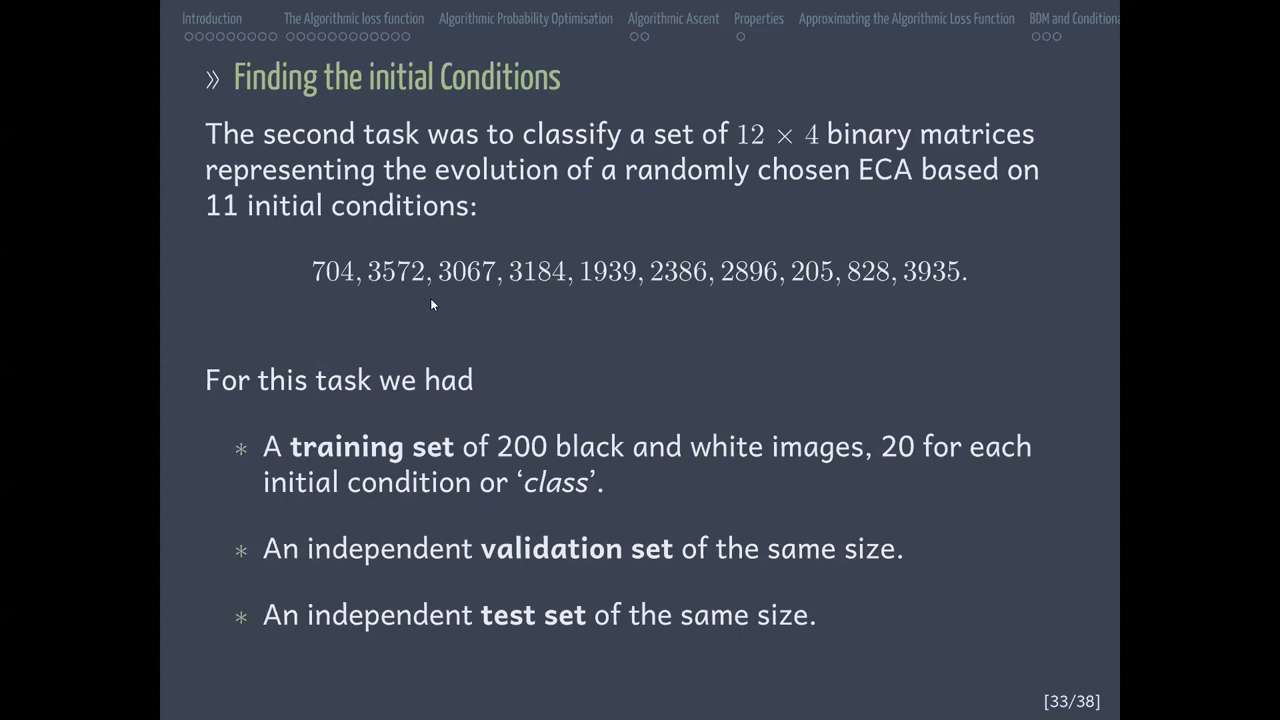 Introduction The Algorithmic loss function Algorithmic Probability Optimisation Algorithmic Ascent Properties Approximating the Algorithmic Loss Function BDM and Conditiona
» Finding the initial Conditions
The second task was to classify a set of 12 × 4 binary matrices
representing the evolution of a randomly chosen ECA based on
11 initial conditions:
704, 3572, 3067, 3184, 1939, 2386, 2896, 205, 828, 3935.
For this task we had
* A training set of 200 black and white images, 20 for each
initial condition or ‘class’.
* An independent validation set of the same size.
* An independent test set of the same size.
[33/38]